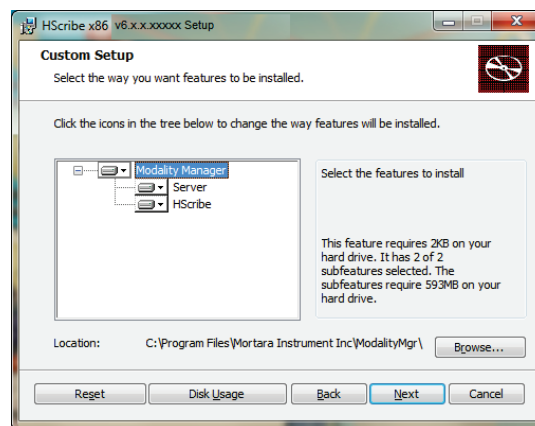 HScribe x86 v6.x.x.xxxxx Setup
Custom Setup
Select the way you want features to be installed.
Click the icons in the tree below to change the way features will be installed.
Modality Manager
Server
HScribe
Select the features to install
This feature requires 2KB on your
hard drive. It has 2 of 2
subfeatures selected. The
subfeatures require 593MB on your
hard drive.
Location: C:\Program Files\Mortara Instrument Inc\ModalityMgr\
Browse...
Reset Disk Usage Back Next Cancel